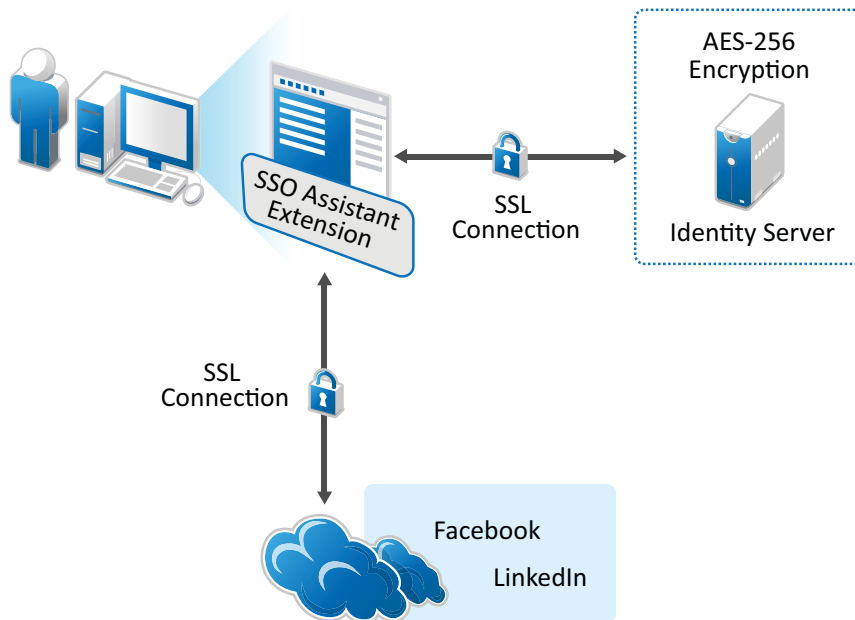 AES-256
Encryption
SSO Assistant
Extension
SSL
Connection
Identity Server
SSL
Connection
Facebook
LinkedIn